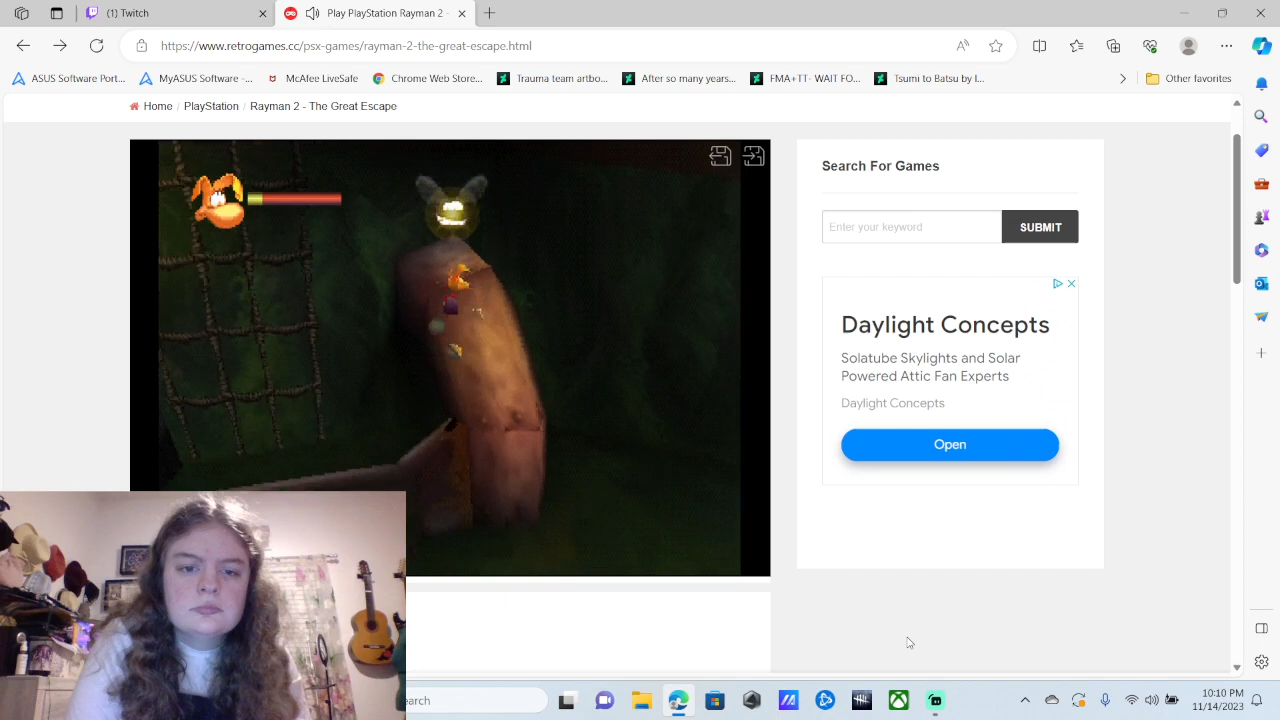 (1) Twitch
Play PlayStation Rayman 2 -
https://www.retrogames.cc/psx-games/rayman-2-the-great-escape.html
ASUS Software Port...
MyASUS Software -...
McAfee LiveSafe
Chrome Web Store...
Trauma team artbo...
After so many years...
FMA+TT- WAIT FO...
Tsumi to Batsu by I...
Other favorites
Home / PlayStation / Rayman 2 - The Great Escape
Search For Games
Enter your keyword
SUBMIT
Daylight Concepts
Solatube Skylights and Solar
Powered Attic Fan Experts
Daylight Concepts
Open
earch
10:10 PM
11/14/2023